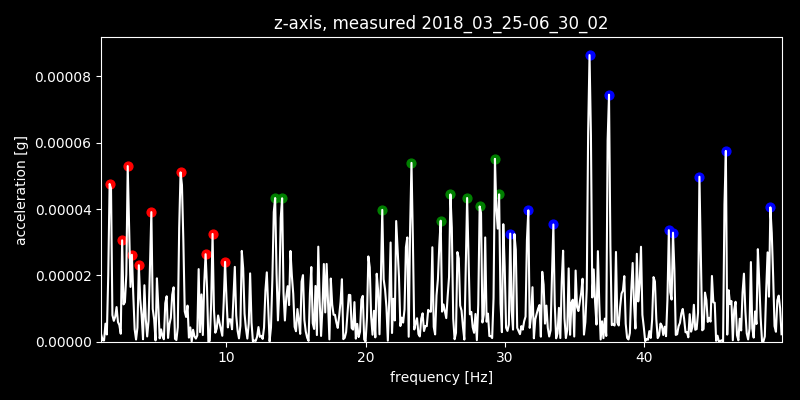 z-axis, measured 2018_03_25-06_30_02
0.00008
0.00006
0.00004
0.00002
0.00000
acceleration [g]
10 20 30 40
frequency [Hz]